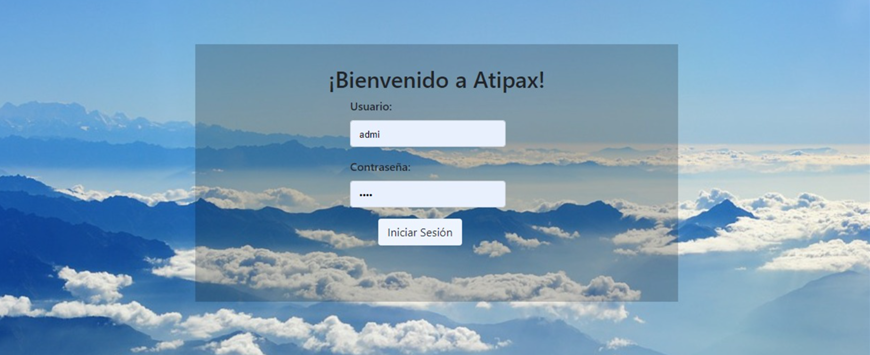 ¡Bienvenido a Atipax!
Usuario:
admi
Contraseña:
••••
Iniciar Sesión